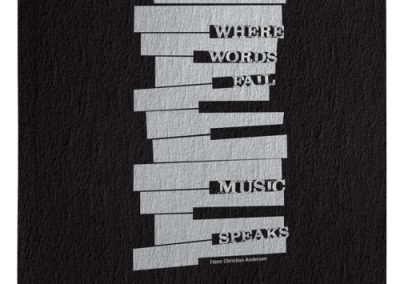 WHERE
WORDS
FAIL
MUSIC
SPEAKS
Hans Christian Andersen